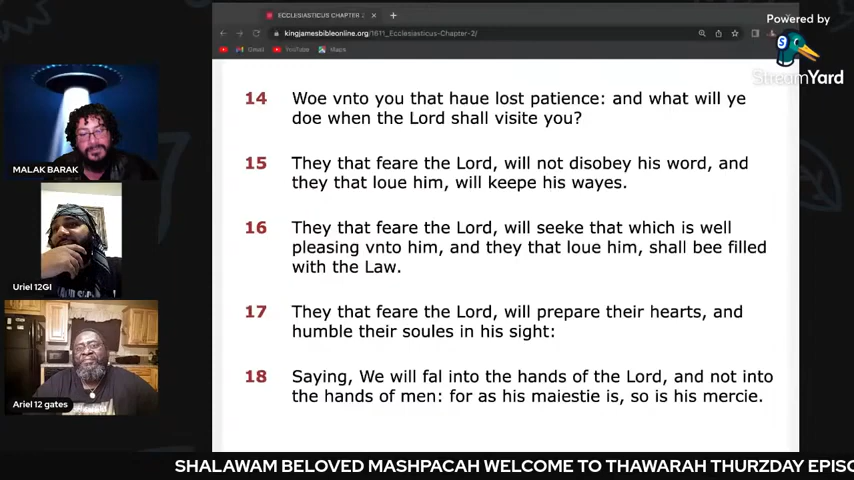 ECCLESIASTICUS CHAPTER 2
kingjamesbibleonline.org/1611_Ecclesiasticus-Chapter-2/
Gmail YouTube Maps
Powered by
StreamYard
14 Woe vnto you that haue lost patience: and what will ye
doe when the Lord shall visite you?
15 They that feare the Lord, will not disobey his word, and
they that loue him, will keepe his wayes.
16 They that feare the Lord, will seeke that which is well
pleasing vnto him, and they that loue him, shall bee filled
with the Law.
17 They that feare the Lord, will prepare their hearts, and
humble their soules in his sight:
18 Saying, We will fal into the hands of the Lord, and not into
the hands of men: for as his maiestie is, so is his mercie.
MALAK BARAK
Uriel 12GI
Ariel 12 gates
SHALAWAM BELOVED MASHPACAH WELCOME TO THAWARAH THURZDAY EPISO